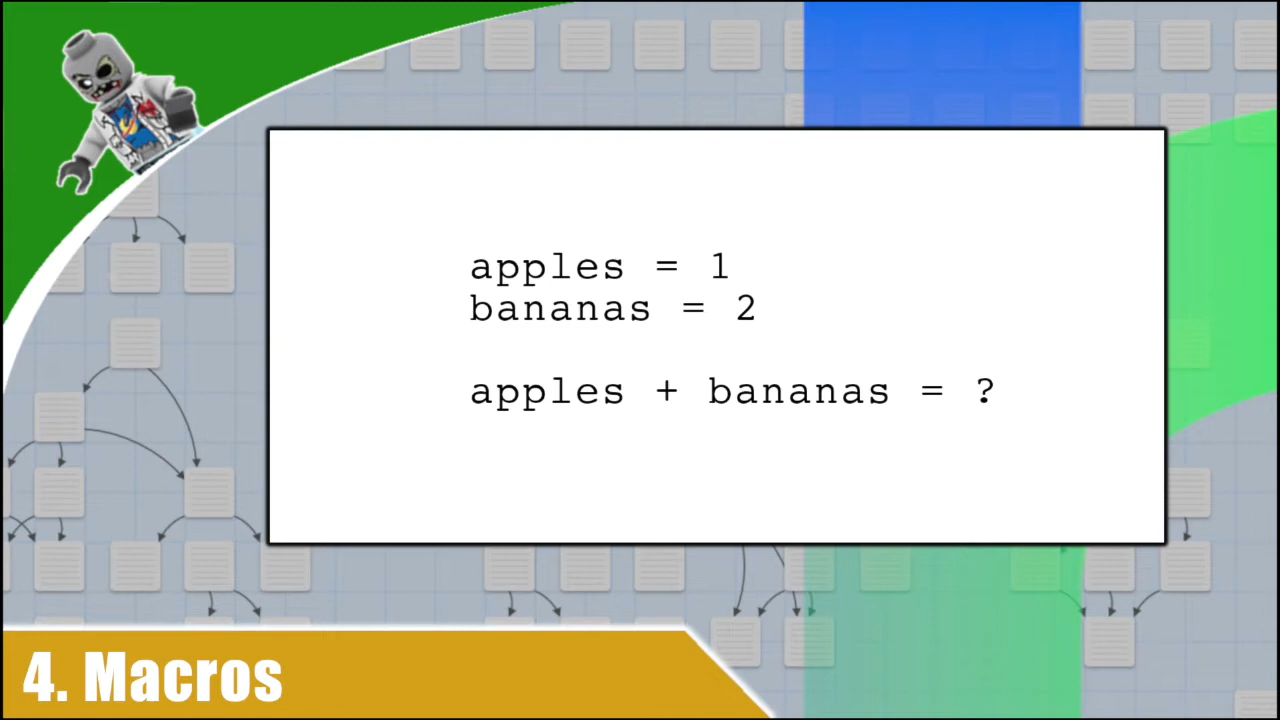 apples = 1
bananas = 2
apples + bananas = ?
4. Macros